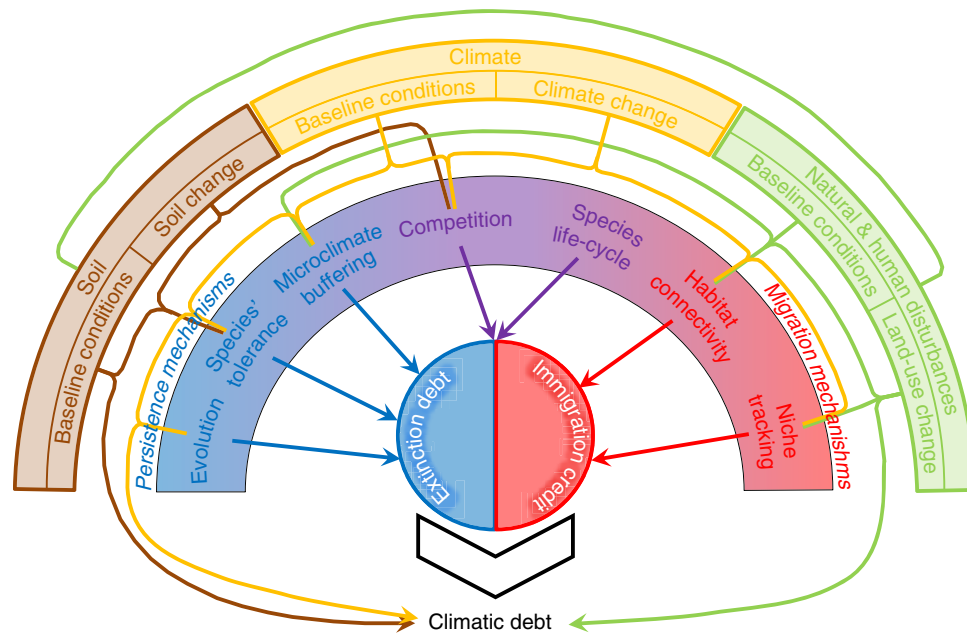 Climate
Baseline conditions
Climate change
Soil
Soil change
Baseline conditions
Natural & human disturbances
Baseline conditions
Land-use change
Persistence mechanisms
Migration mechanishms
Evolution
Species'
tolerance
Microclimate
buffering
Competition
Species
life-cycle
Habitat
connectivity
Niche
tracking
Extinction debt
Immigration credit
Climatic debt